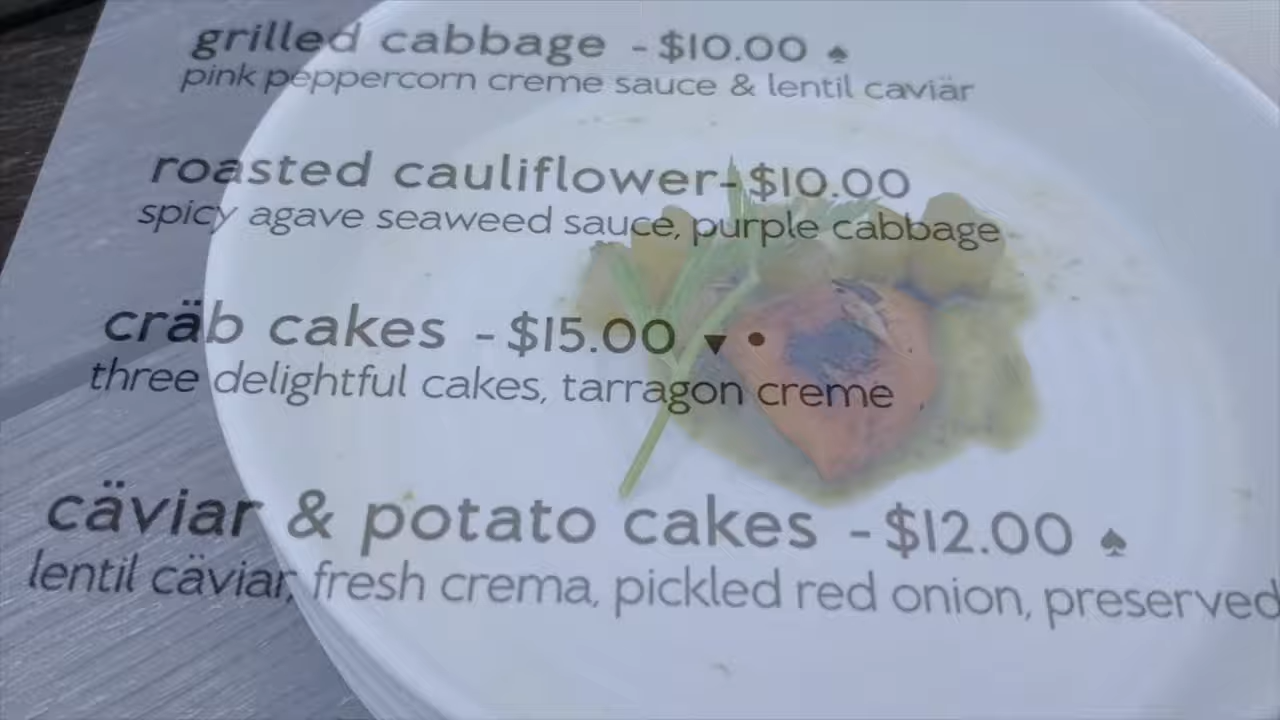 grilled cabbage - $10.00 ♠
pink peppercorn creme sauce & lentil caviär
roasted cauliflower- $10.00
spicy agave seaweed sauce, purple cabbage
cräb cakes - $15.00 ▼ •
three delightful cakes, tarragon creme
cäviar & potato cakes - $12.00 ♠
lentil cäviar, fresh crema, pickled red onion, preserved